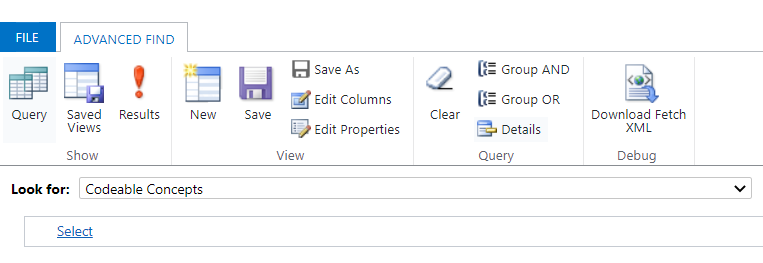 FILE
ADVANCED FIND
Query
Saved
Views
Results
New
Save
Save As
Edit Columns
Edit Properties
Clear
Group AND
Group OR
Details
Download Fetch
XML
Show
View
Query
Debug
Look for:
Codeable Concepts
Select